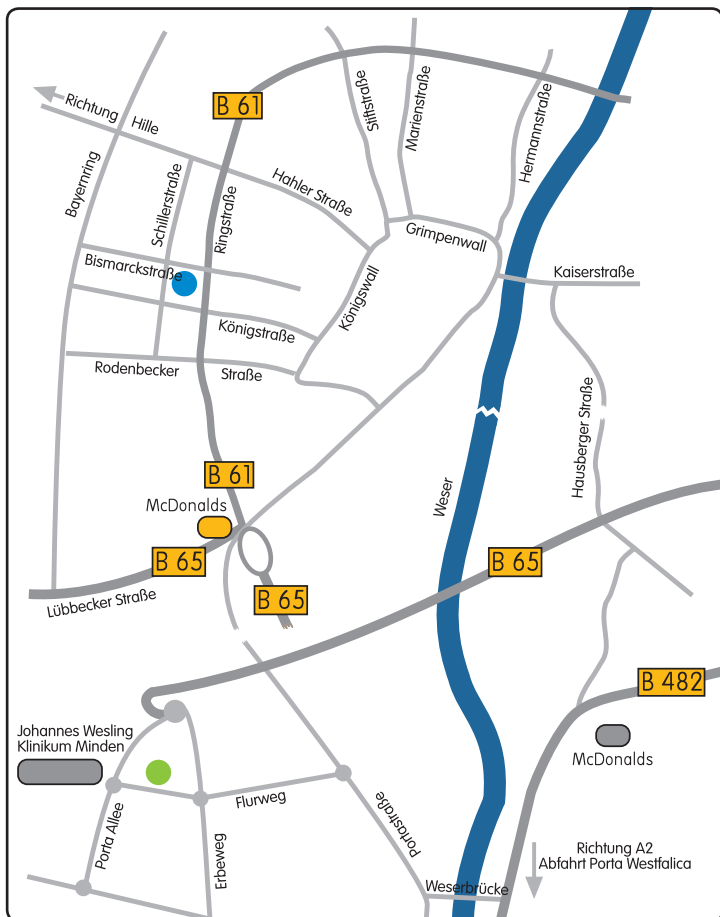 B 61
Richtung
Hille
Stiftstraße
Marienstraße
Hermannstraße
Bayernring
Schillerstraße
Ringstraße
Hahler Straße
Grimpenwall
Bismarckstraße
Kaiserstraße
Königswall
Königstraße
Rodenbecker
Straße
Hausberger Straße
B 61
Weser
McDonalds
B 65
B 65
B 65
Lübbecker Straße
B 482
Johannes Wesling
Klinikum Minden
McDonalds
Flurweg
Portastraße
Porta Allee
Erbeweg
Richtung A2
Abfahrt Porta Westfalica
Weserbrücke